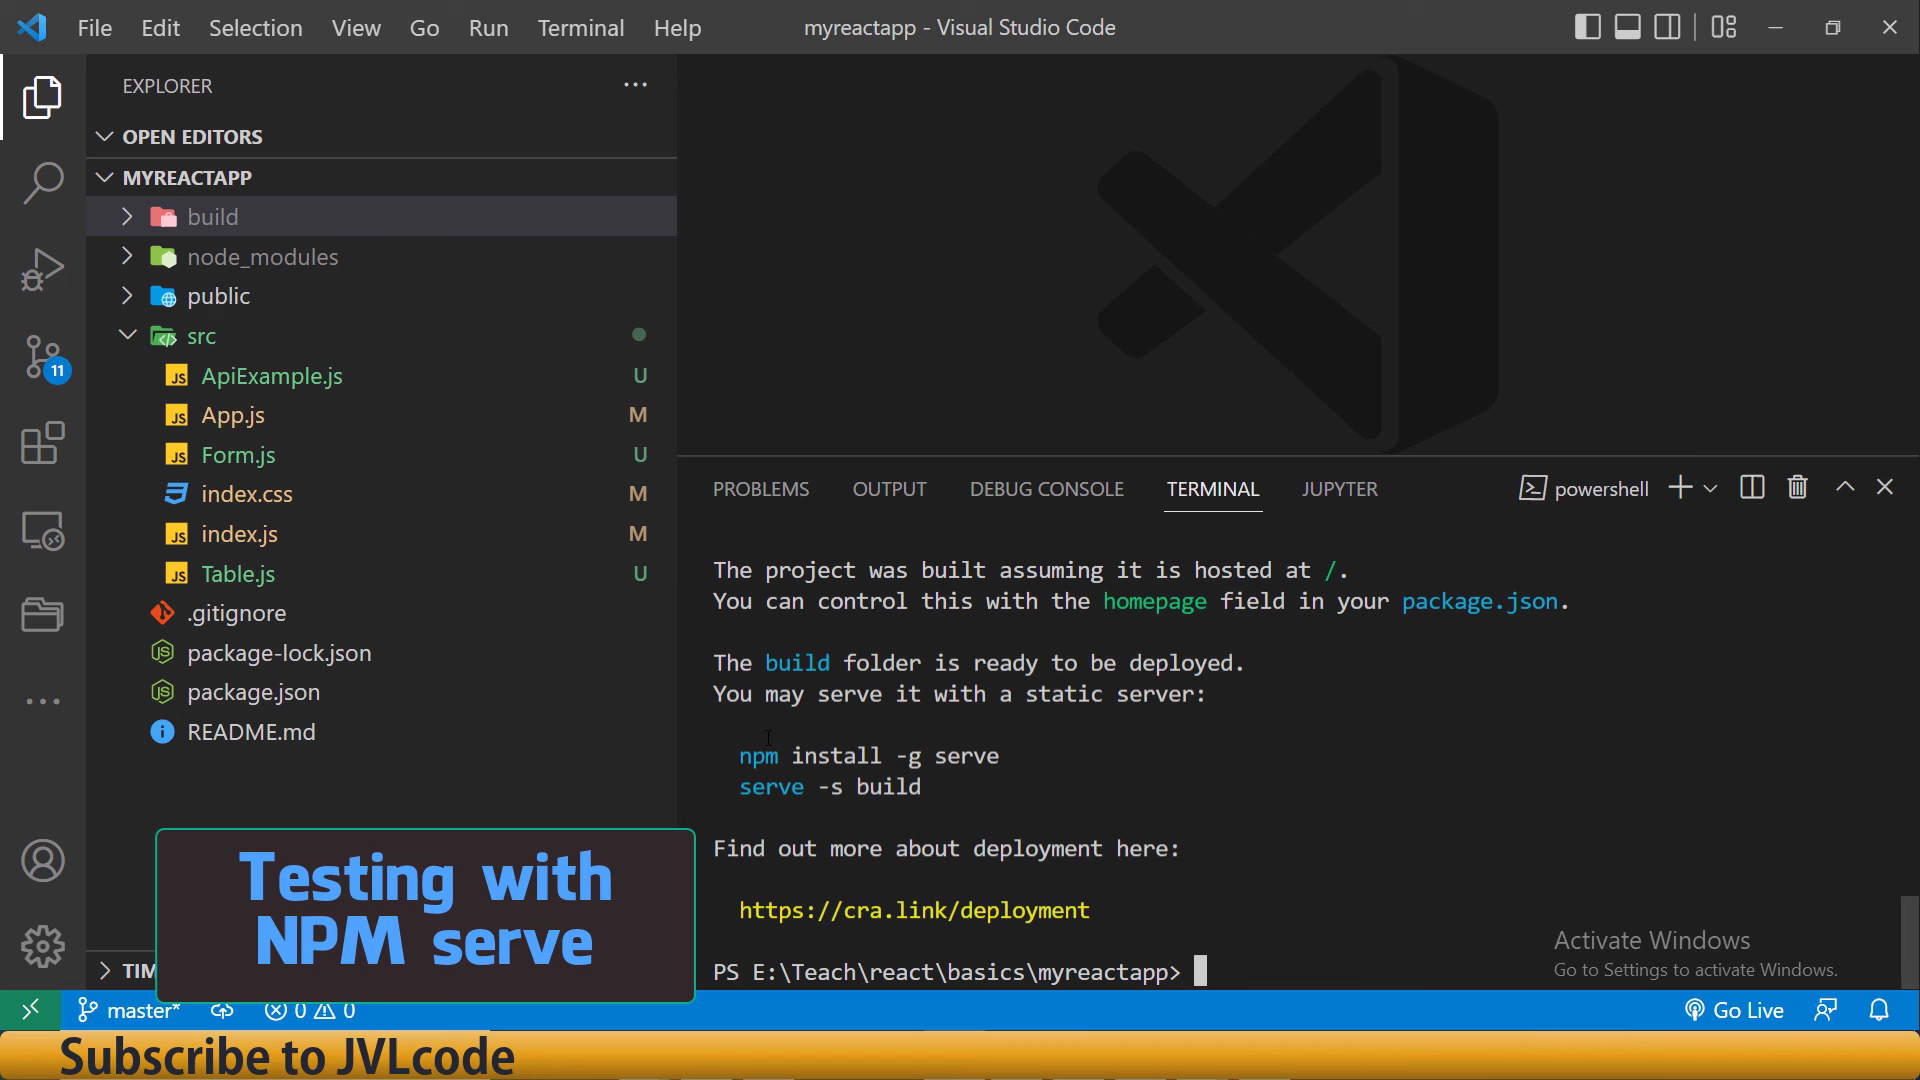 File Edit Selection View Go Run Terminal Help
myreactapp - Visual Studio Code
EXPLORER
OPEN EDITORS
MYREACTAPP
build
node_modules
public
src
ApiExample.js U
App.js M
Form.js U
index.css M
index.js M
Table.js U
.gitignore
package-lock.json
package.json
README.md
TIM
11
PROBLEMS OUTPUT DEBUG CONSOLE TERMINAL JUPYTER
powershell
The project was built assuming it is hosted at /.
You can control this with the homepage field in your package.json.
The build folder is ready to be deployed.
You may serve it with a static server:
npm install -g serve
serve -s build
Find out more about deployment here:
https://cra.link/deployment
PS E:\Teach\react\basics\myreactapp>
Activate Windows
Go to Settings to activate Windows.
Testing with
NPM serve
master* 0 0
Go Live
Subscribe to JVLcode